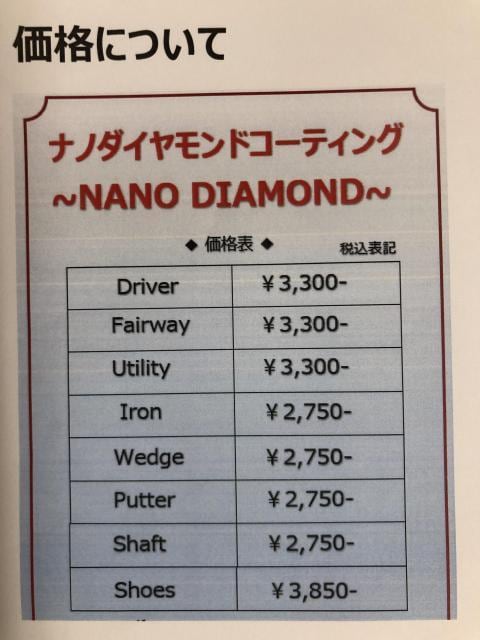 価格について
ナノダイヤモンドコーティング
~NANO DIAMOND~
◆ 価格表 ◆ 税込表記
Driver ¥3,300-
Fairway ¥3,300-
Utility ¥3,300-
Iron ¥2,750-
Wedge ¥2,750-
Putter ¥2,750-
Shaft ¥2,750-
Shoes ¥3,850-